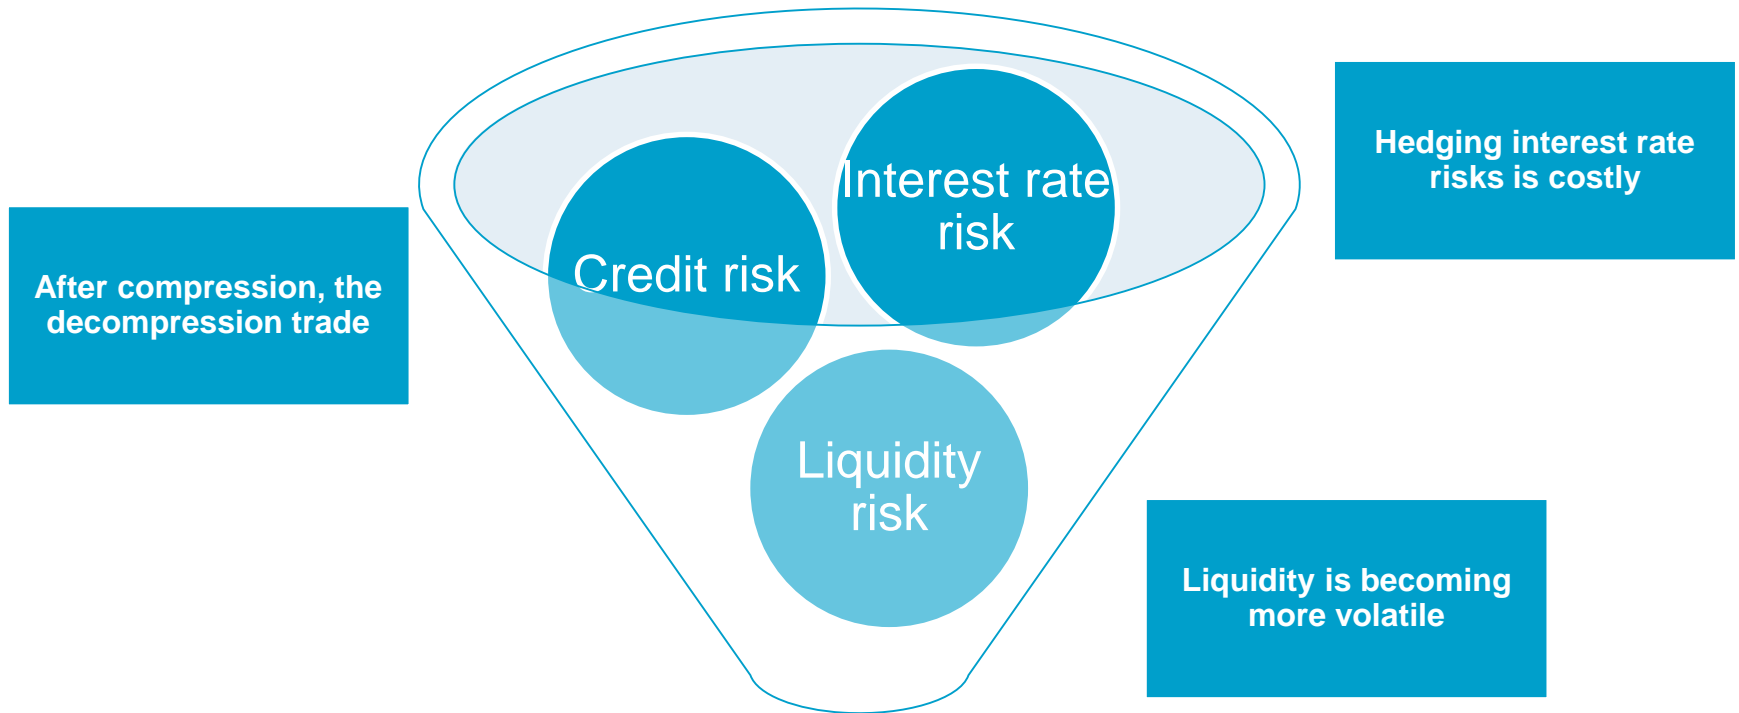 Hedging interest rate
risks is costly
Interest rate
risk
Credit risk
After compression, the
decompression trade
Liquidity
risk
Liquidity is becoming
more volatile